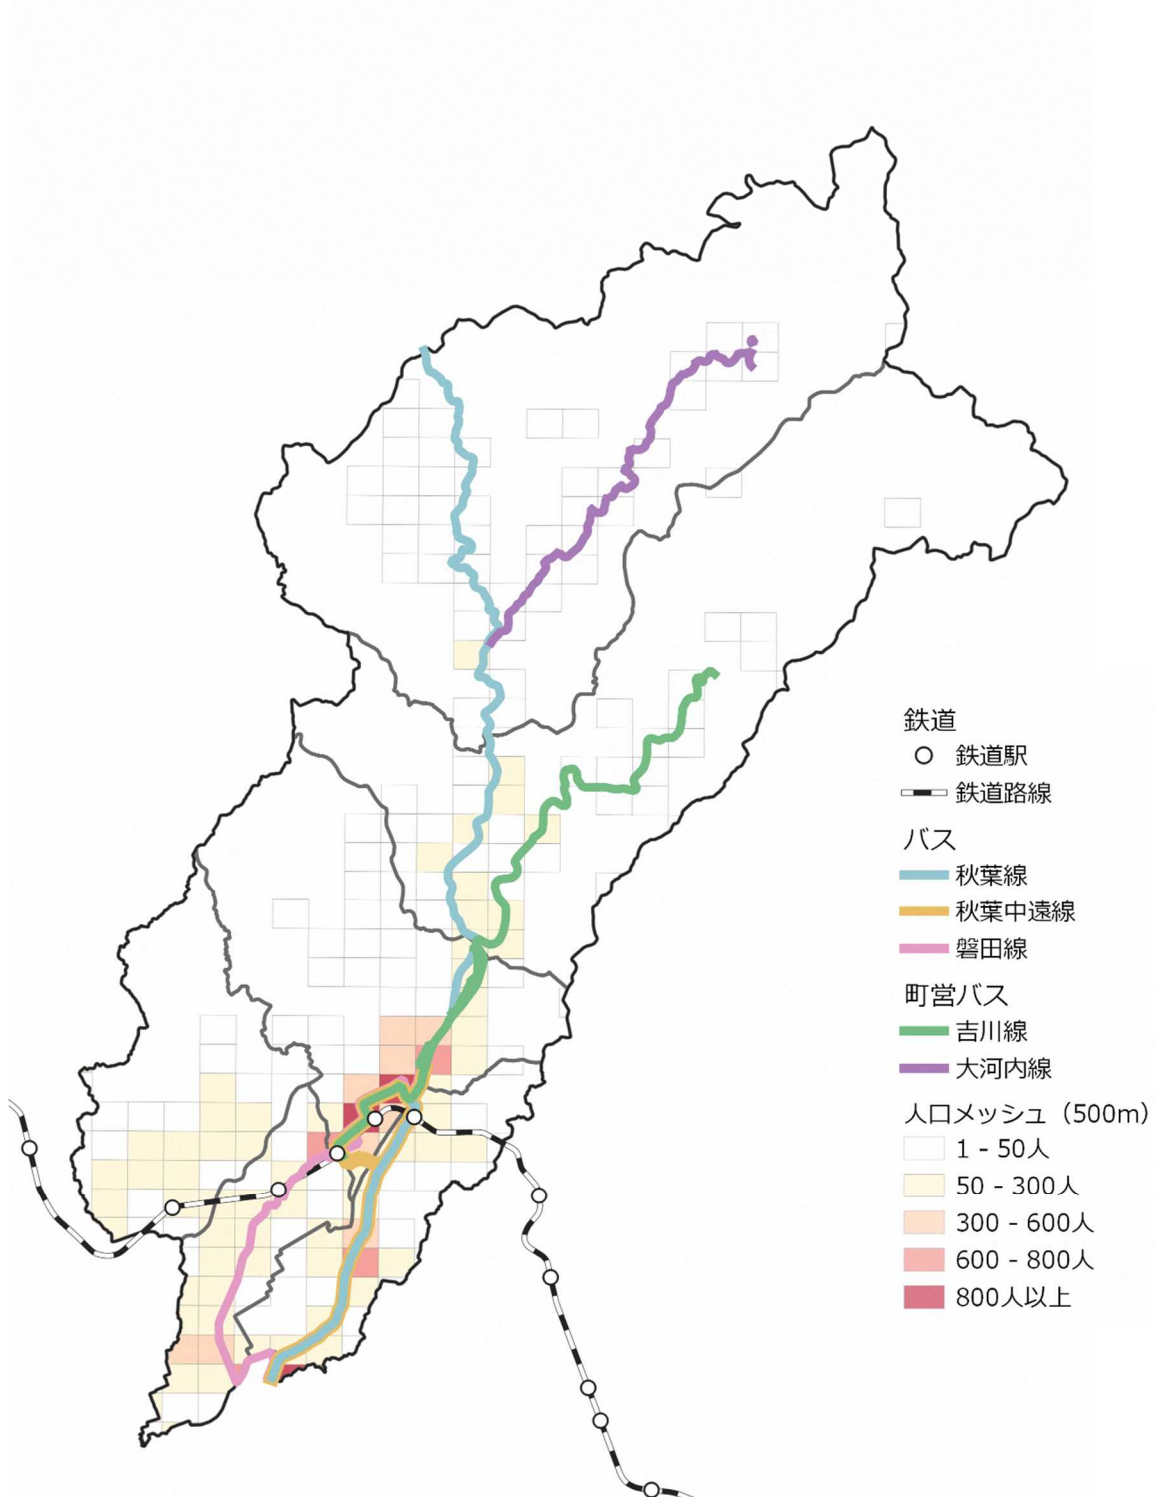 鉄道
鉄道駅
鉄道路線
バス
秋葉線
秋葉中遠線
磐田線
町営バス
吉川線
大河内線
人口メッシュ（500m）
1 - 50人
50 - 300人
300 - 600人
600 - 800人
800人以上